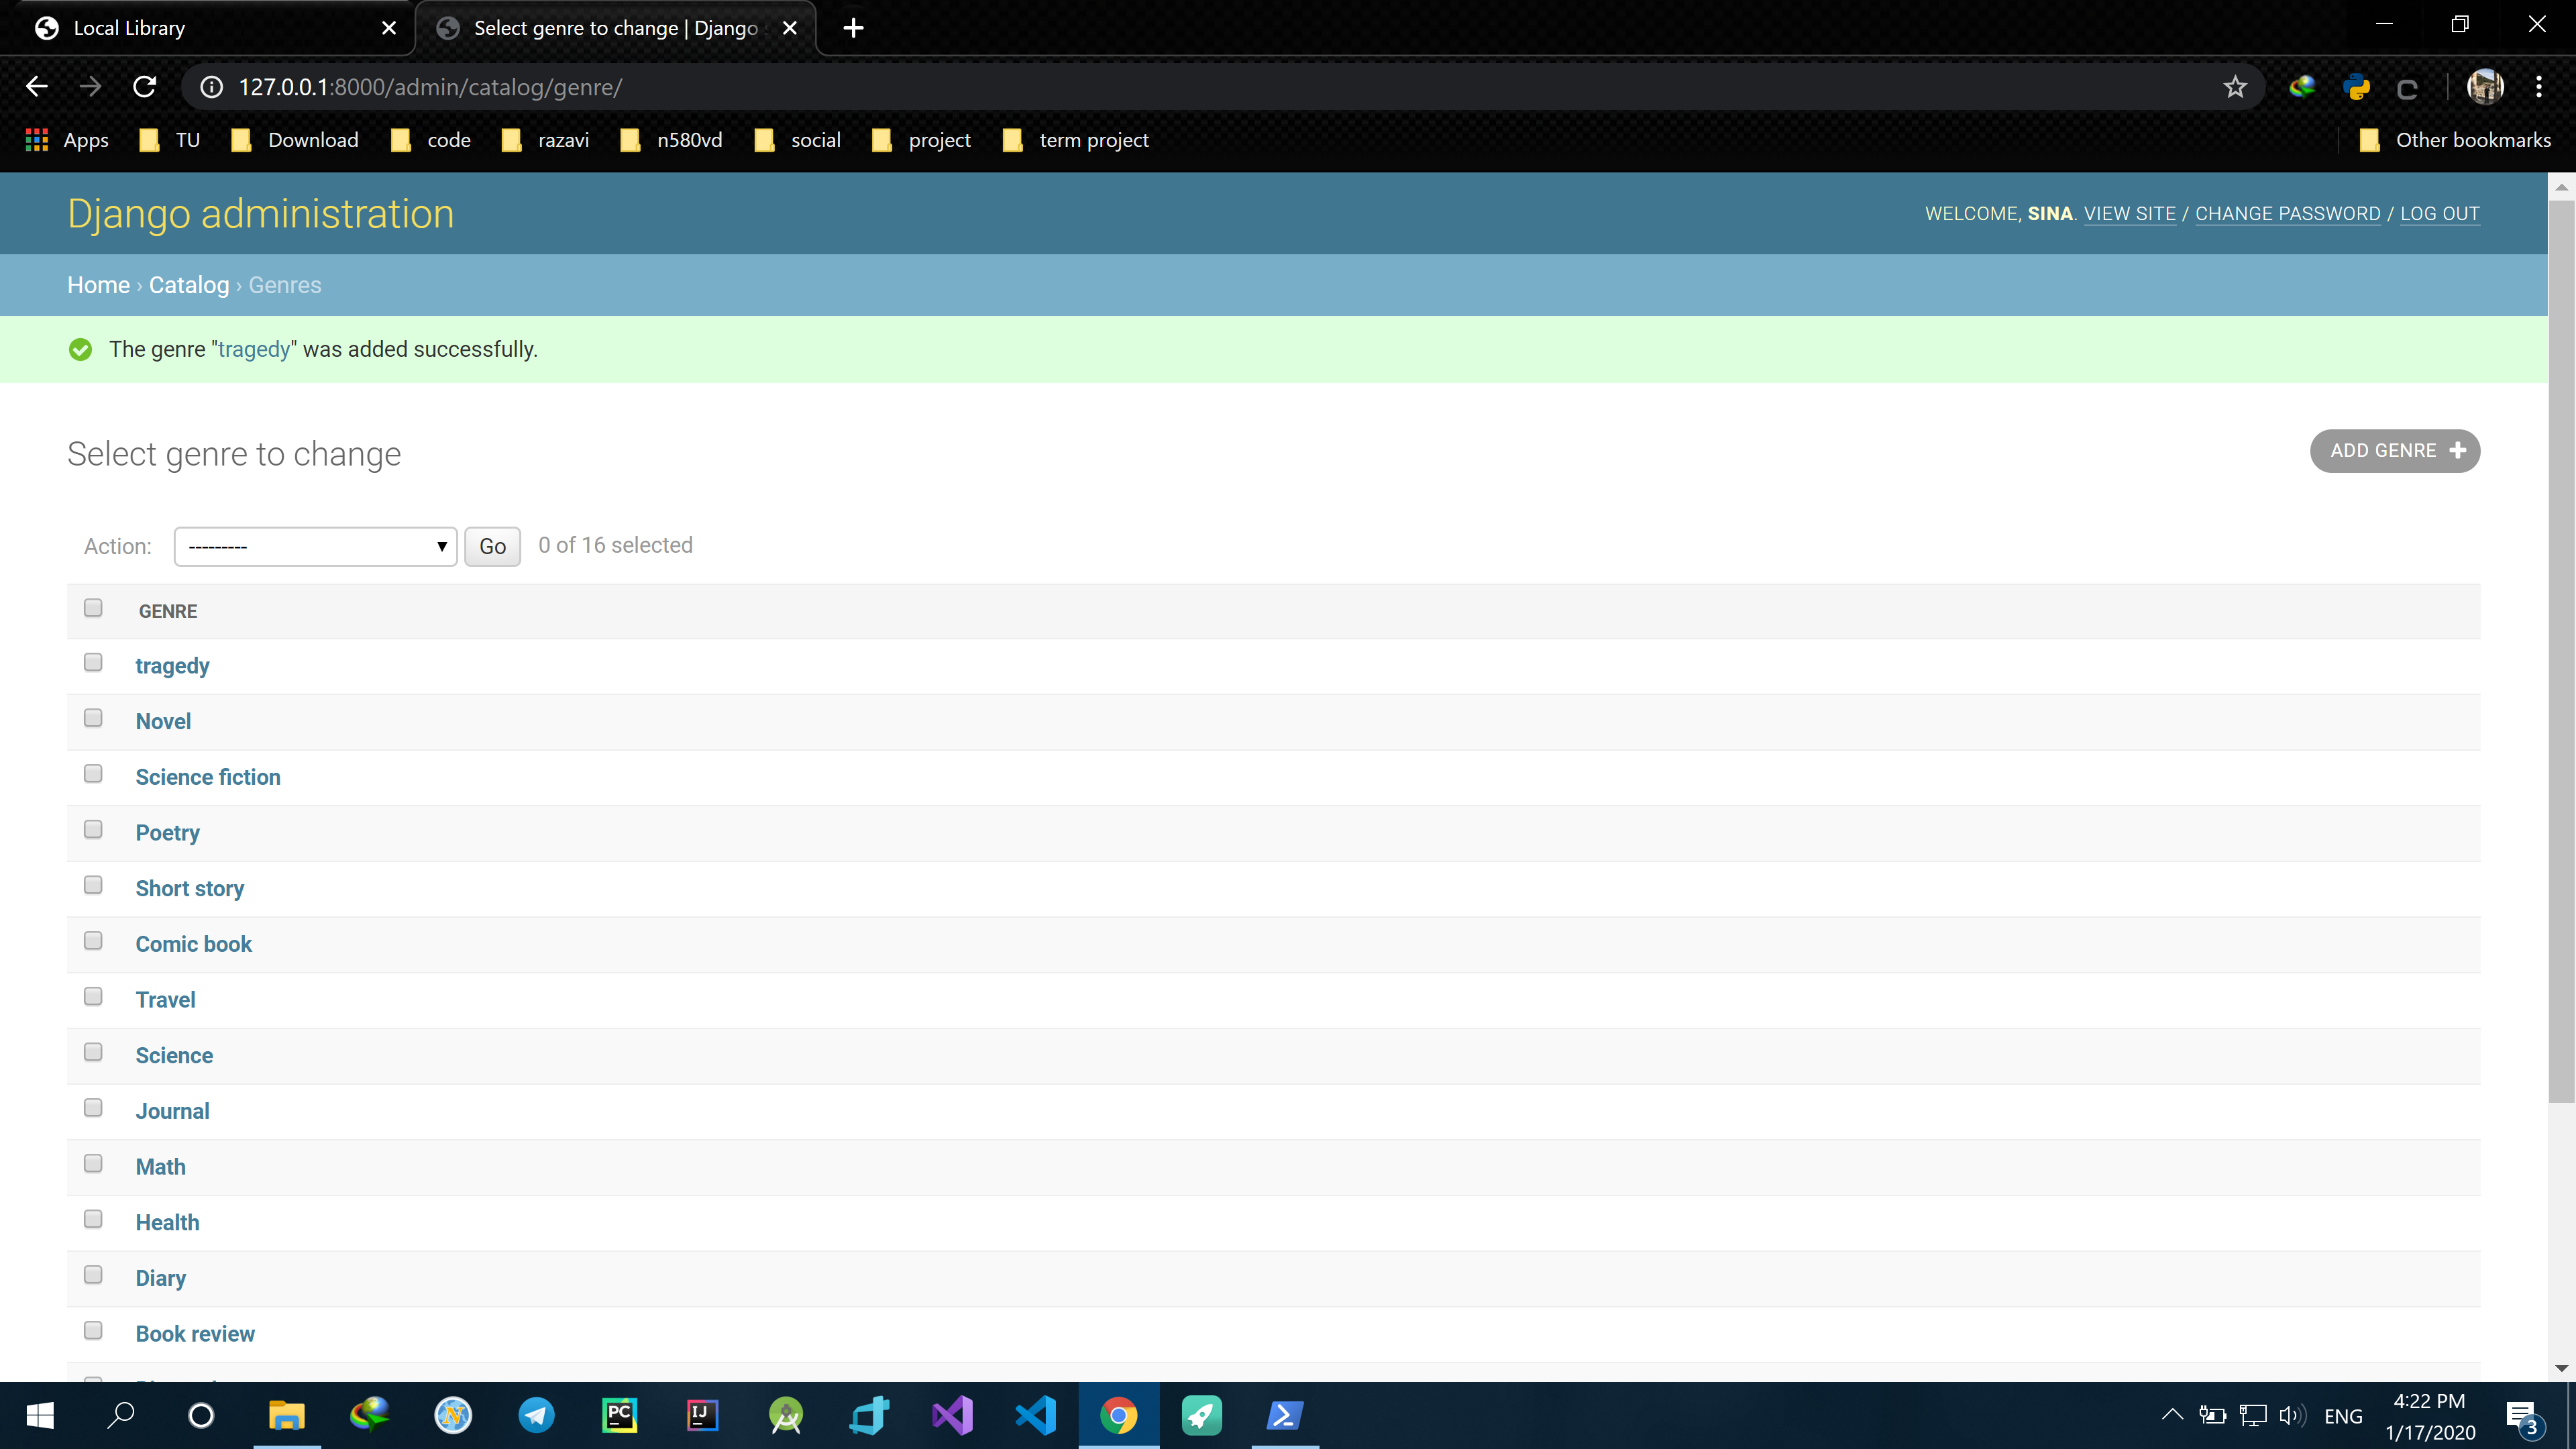 Local Library
Select genre to change | Django
127.0.0.1:8000/admin/catalog/genre/
Apps TU Download code razavi n580vd social project term project Other bookmarks
Django administration
WELCOME, SINA. VIEW SITE / CHANGE PASSWORD / LOG OUT
Home › Catalog › Genres
The genre "tragedy" was added successfully.
Select genre to change
ADD GENRE
Action: --------- Go 0 of 16 selected
GENRE
tragedy
Novel
Science fiction
Poetry
Short story
Comic book
Travel
Science
Journal
Math
Health
Diary
Book review
PC
IJ
N
ENG
4:22 PM
1/17/2020
3